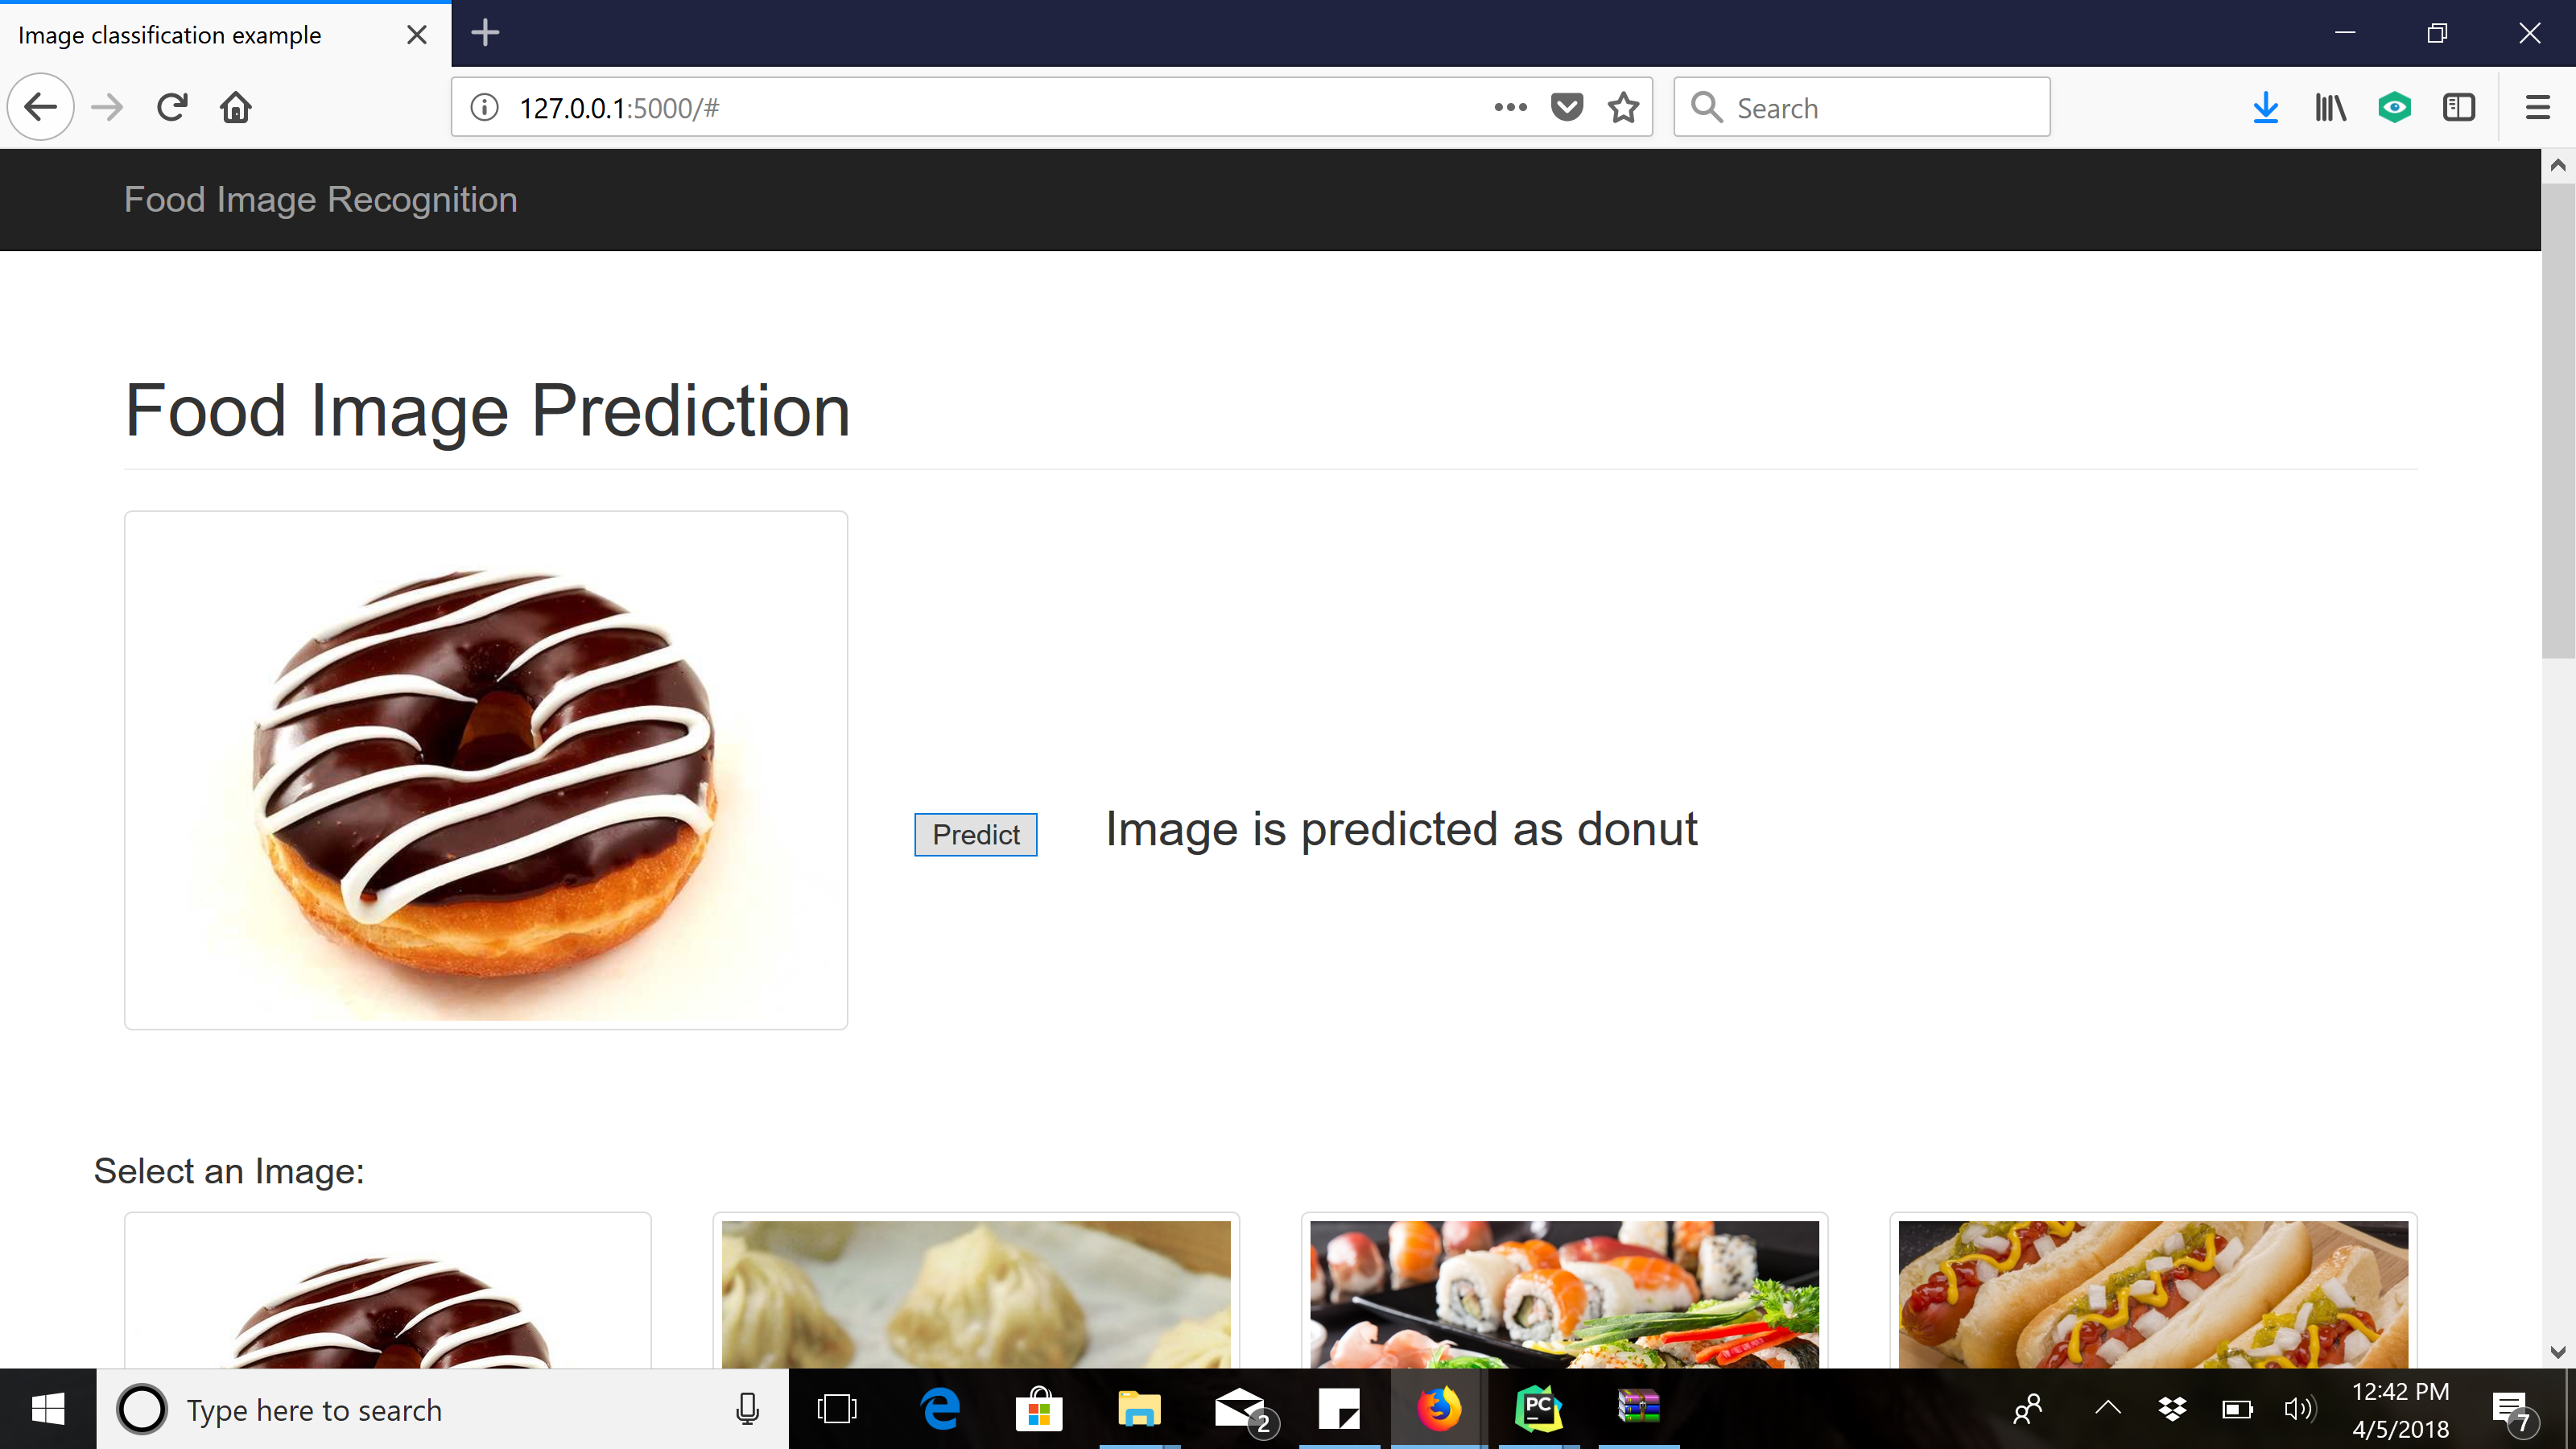 Image classification example
127.0.0.1:5000/#
Search
Food Image Recognition
Food Image Prediction
Predict
Image is predicted as donut
Select an Image:
Type here to search
2
PC
12:42 PM
4/5/2018
7